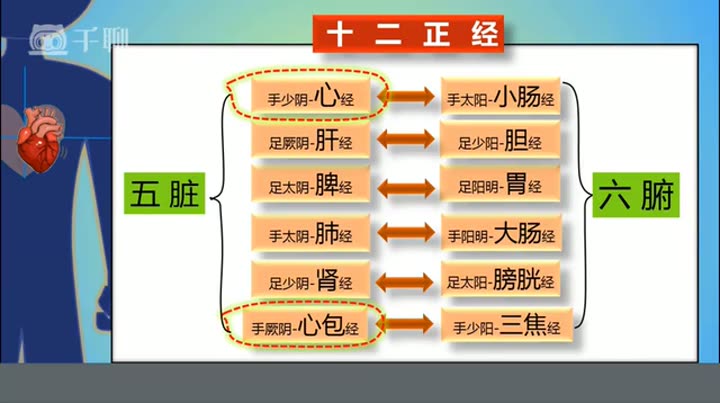 千聊
十二正经
手少阴-心经
手太阳-小肠经
足厥阴-肝经
足少阳-胆经
足太阴-脾经
足阳明-胃经
五脏
六腑
手太阴-肺经
手阳明-大肠经
足少阴-肾经
足太阳-膀胱经
手厥阴-心包经
手少阳-三焦经